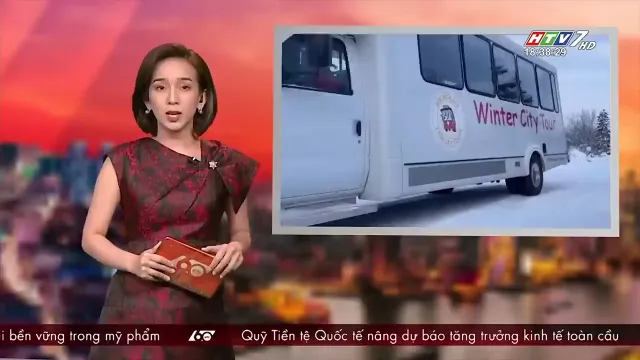 HTV7 HD
18:38:29
Winter City Tour
i bền vững trong mỹ phẩm 60 Quỹ Tiền tệ Quốc tế nâng dự báo tăng trưởng kinh tế toàn cầu